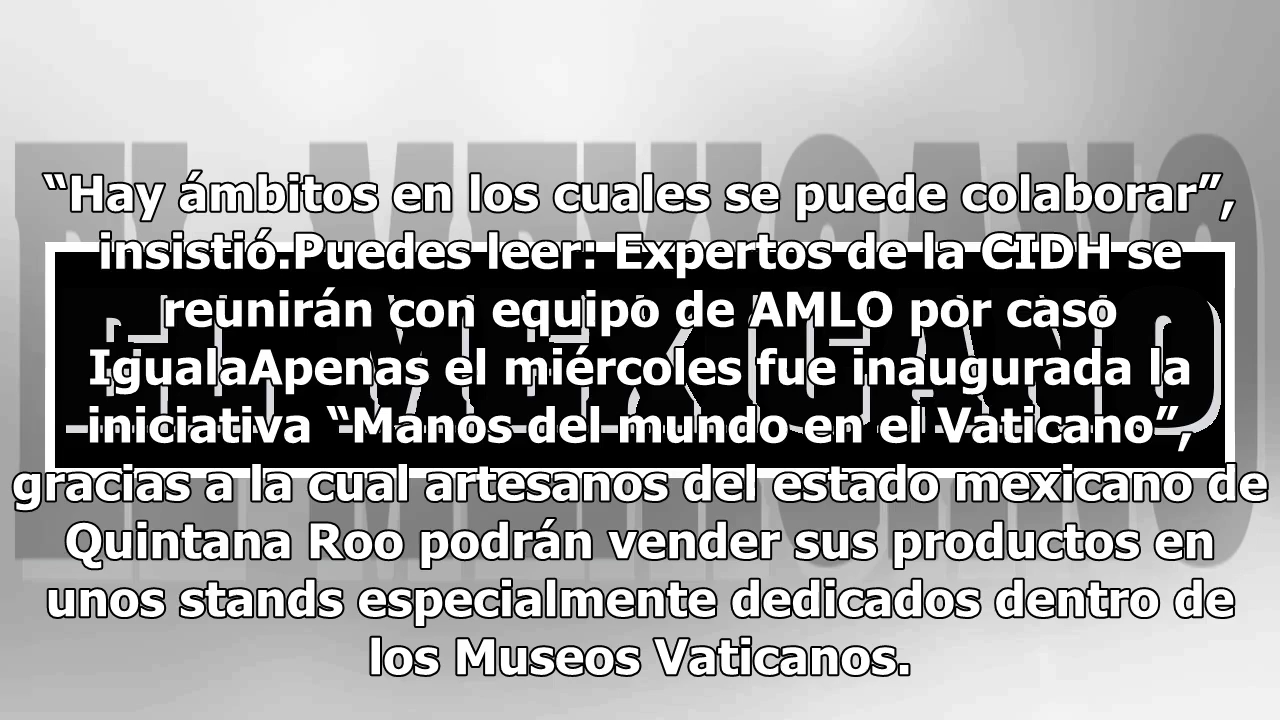 “Hay ámbitos en los cuales se puede colaborar”,
insistió.Puedes leer: Expertos de la CIDH se
reunirán con equipo de AMLO por caso
IgualaApenas el miércoles fue inaugurada la
iniciativa “Manos del mundo en el Vaticano”,
gracias a la cual artesanos del estado mexicano de
Quintana Roo podrán vender sus productos en
unos stands especialmente dedicados dentro de
los Museos Vaticanos.
EL MEXICANO